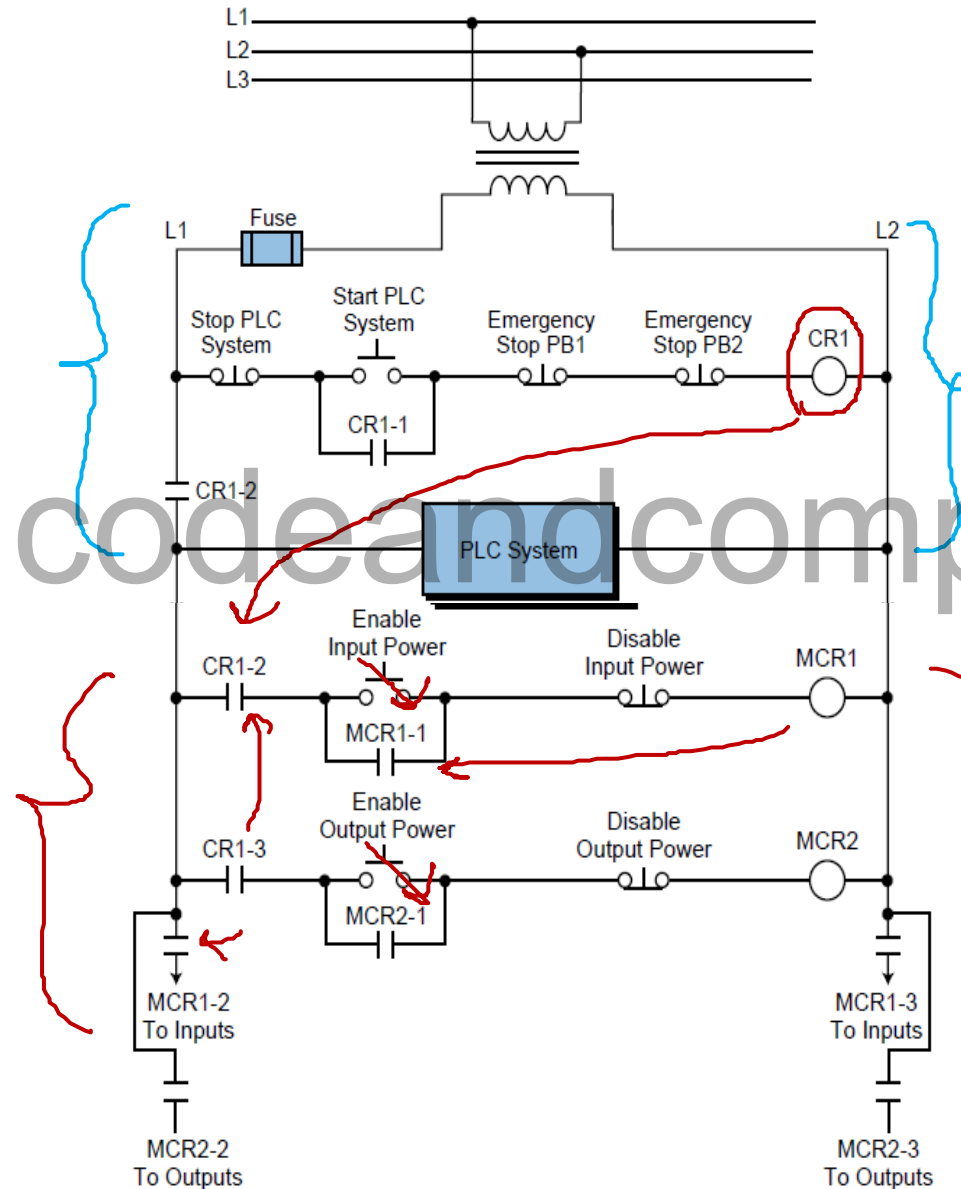 L1
L2
L3
L1
Fuse
L2
Stop PLC
System
Start PLC
System
Emergency
Stop PB1
Emergency
Stop PB2
CR1
CR1-1
CR1-2
codeandcomp
PLC System
CR1-2
Enable
Input Power
Disable
Input Power
MCR1
MCR1-1
CR1-3
Enable
Output Power
Disable
Output Power
MCR2
MCR2-1
MCR1-2
To Inputs
MCR1-3
To Inputs
MCR2-2
To Outputs
MCR2-3
To Outputs